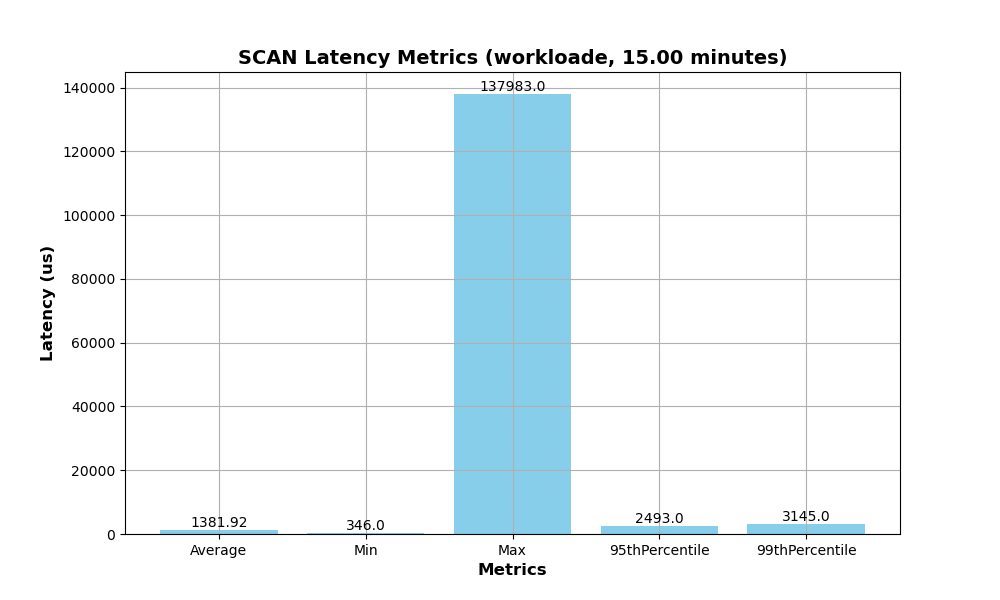 SCAN Latency Metrics (workloade, 15.00 minutes)
140000
120000
100000
80000
60000
40000
20000
0
Latency (us)
1381.92
346.0
137983.0
2493.0
3145.0
Average
Min
Max
95thPercentile
99thPercentile
Metrics